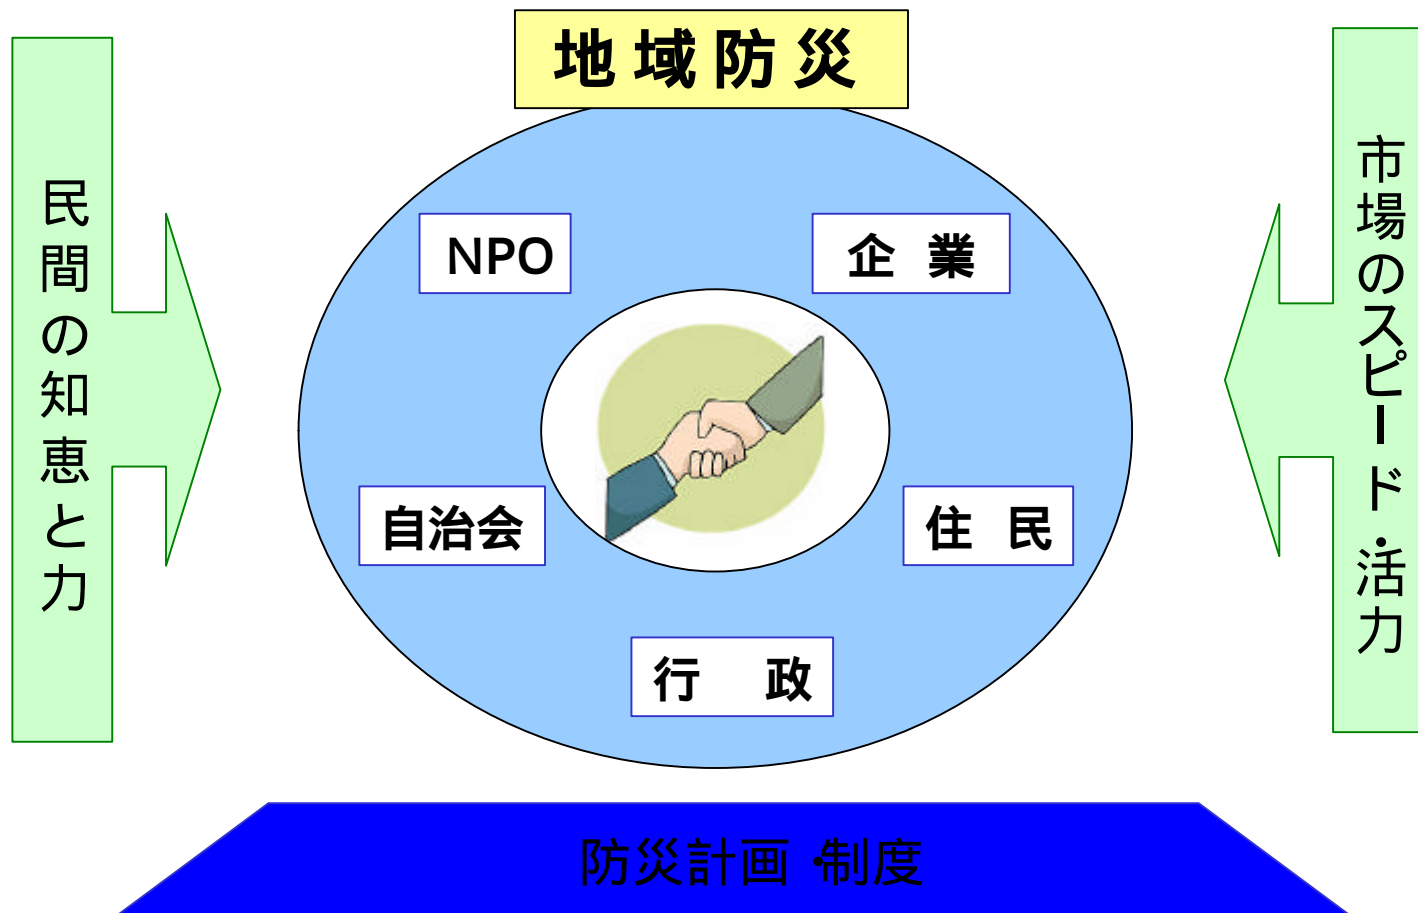 地域防災
民間の知恵と力
市場のスピード・活力
NPO
企業
自治会
住民
行政
防災計画・制度